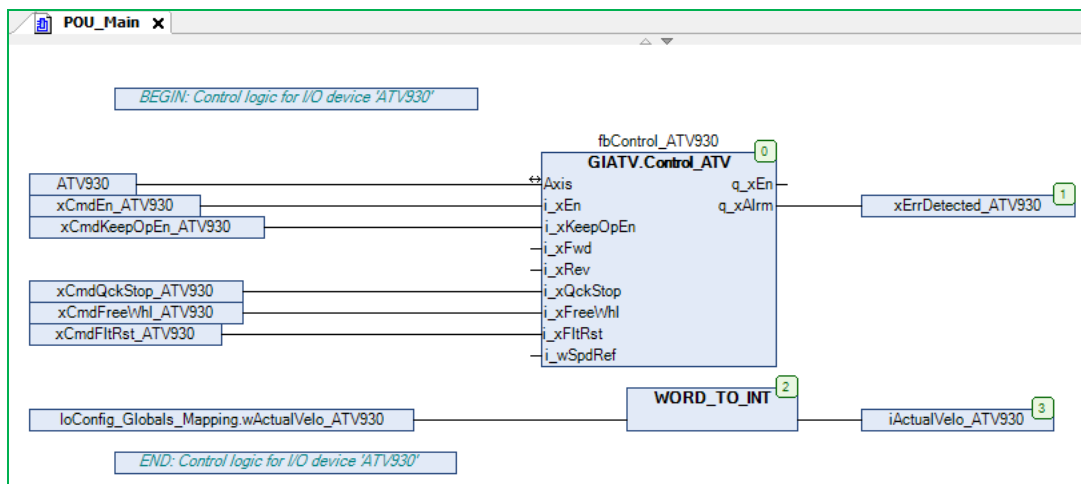 POU_Main X
BEGIN: Control logic for I/O device 'ATV930'
fbControl_ATV930
GIATV.Control_ATV 0
ATV930 Axis q_xEn
xCmdEn_ATV930 i_xEn q_xAlrm xErrDetected_ATV930 1
xCmdKeepOpEn_ATV930 i_xKeepOpEn
i_xFwd
i_xRev
xCmdQckStop_ATV930 i_xQckStop
xCmdFreeWhl_ATV930 i_xFreeWhl
xCmdFltRst_ATV930 i_xFltRst
i_wSpdRef
WORD_TO_INT 2
IoConfig_Globals_Mapping.wActualVelo_ATV930 iActualVelo_ATV930 3
END: Control logic for I/O device 'ATV930'